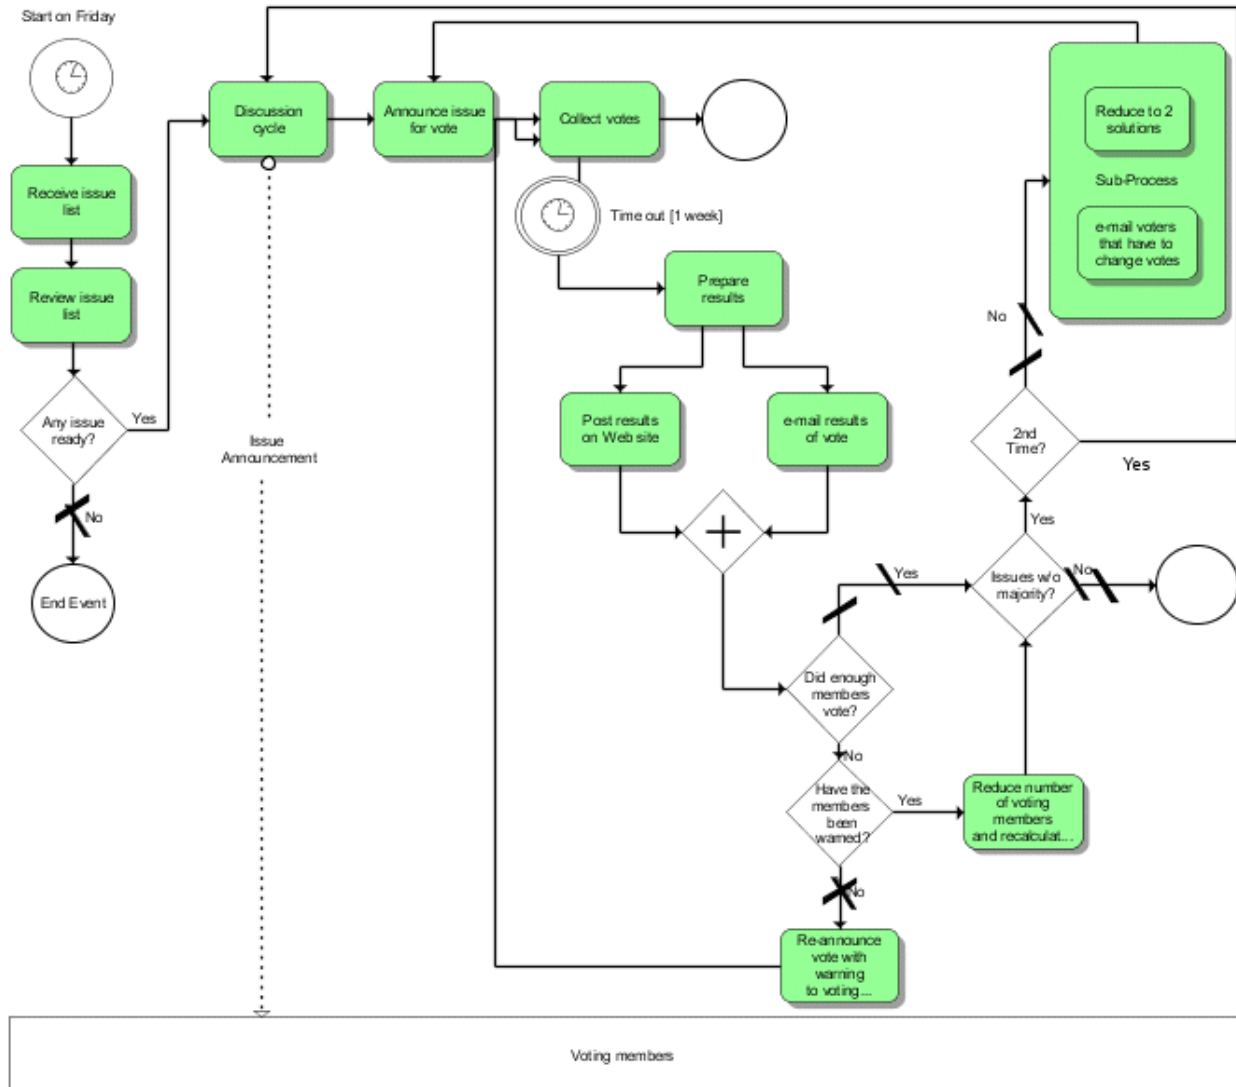 Start on Friday
Discussion
cycle
Announce issue
for vote
Collect votes
Reduce to 2
solutions
Sub-Process
e-mail voters
that have to
change votes
Receive issue
list
Review issue
list
Time out [1 week]
Prepare
results
No
Any issue
ready?
Yes
Issue
Announcement
Post results
on Web site
e-mail results
of vote
2nd
Time?
Yes
No
Yes
End Event
Yes
Issues w/o
majority?
No
Did enough
members
vote?
No
Have the
members
been
warned?
Yes
Reduce number
of voting
members
and recalculat...
No
Re-announce
vote with
warning
to voting...
Voting members